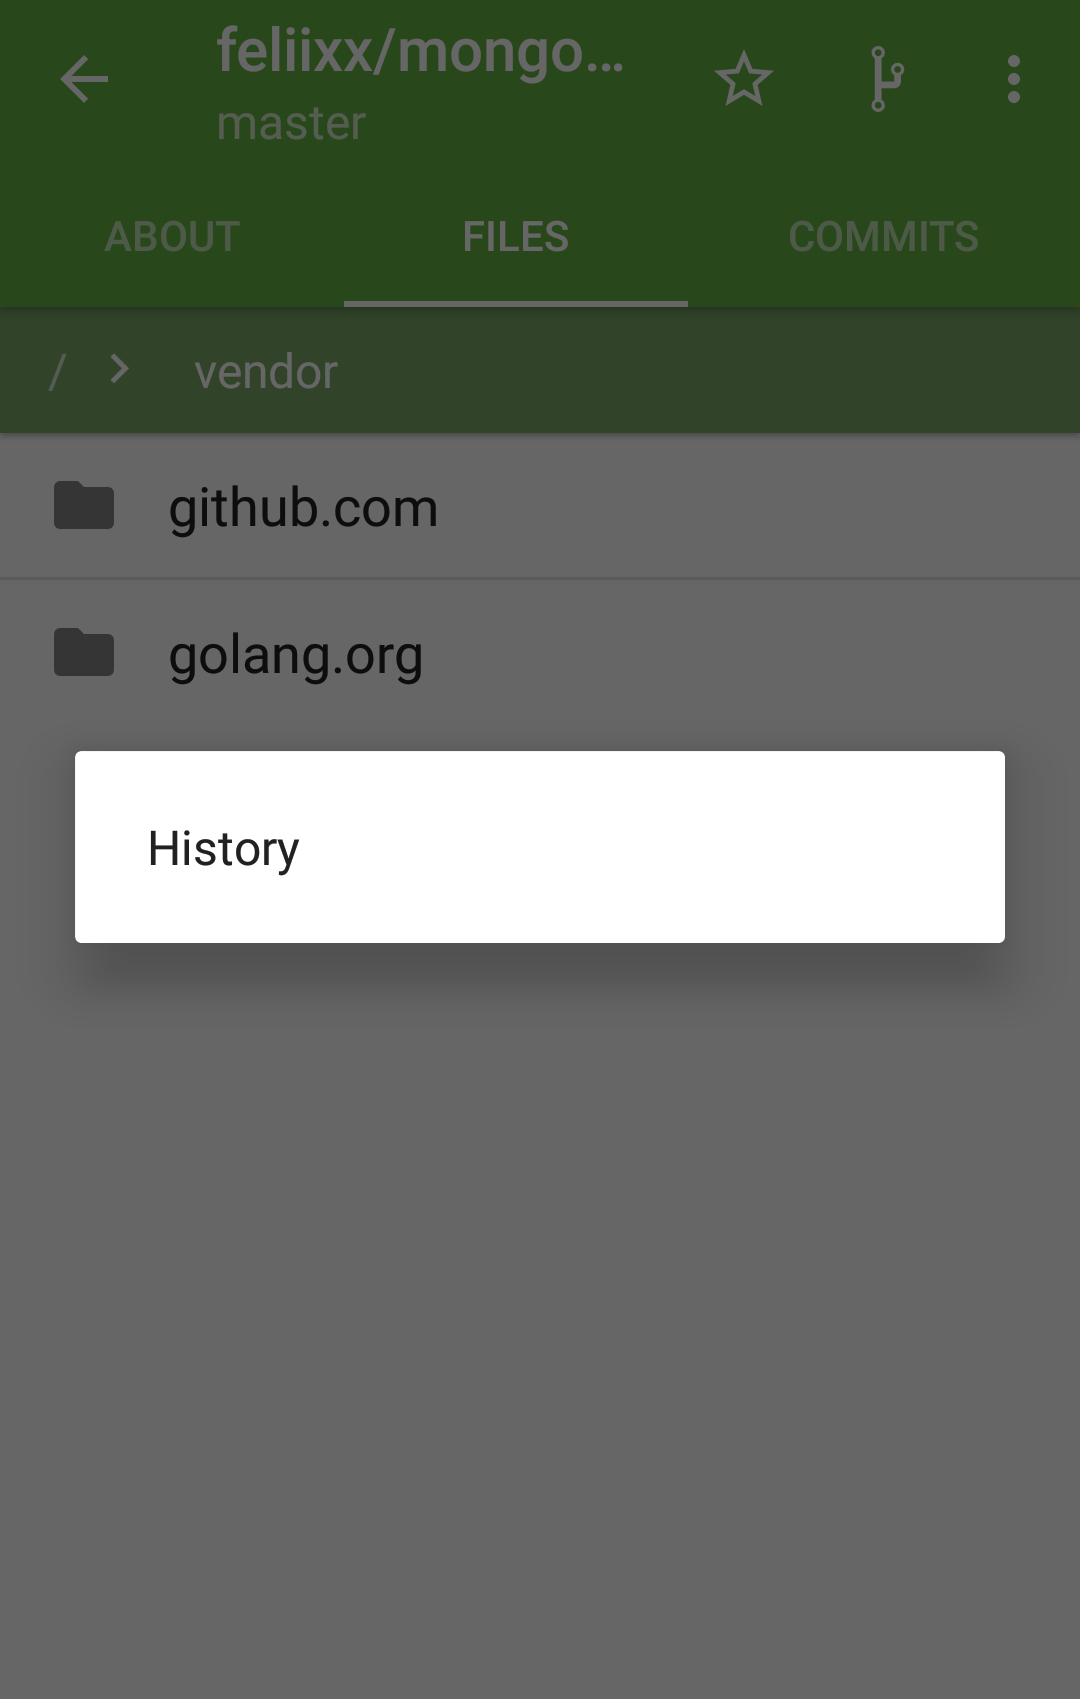 feliixx/mongo…
master
ABOUT FILES COMMITS
/ vendor
github.com
golang.org
History